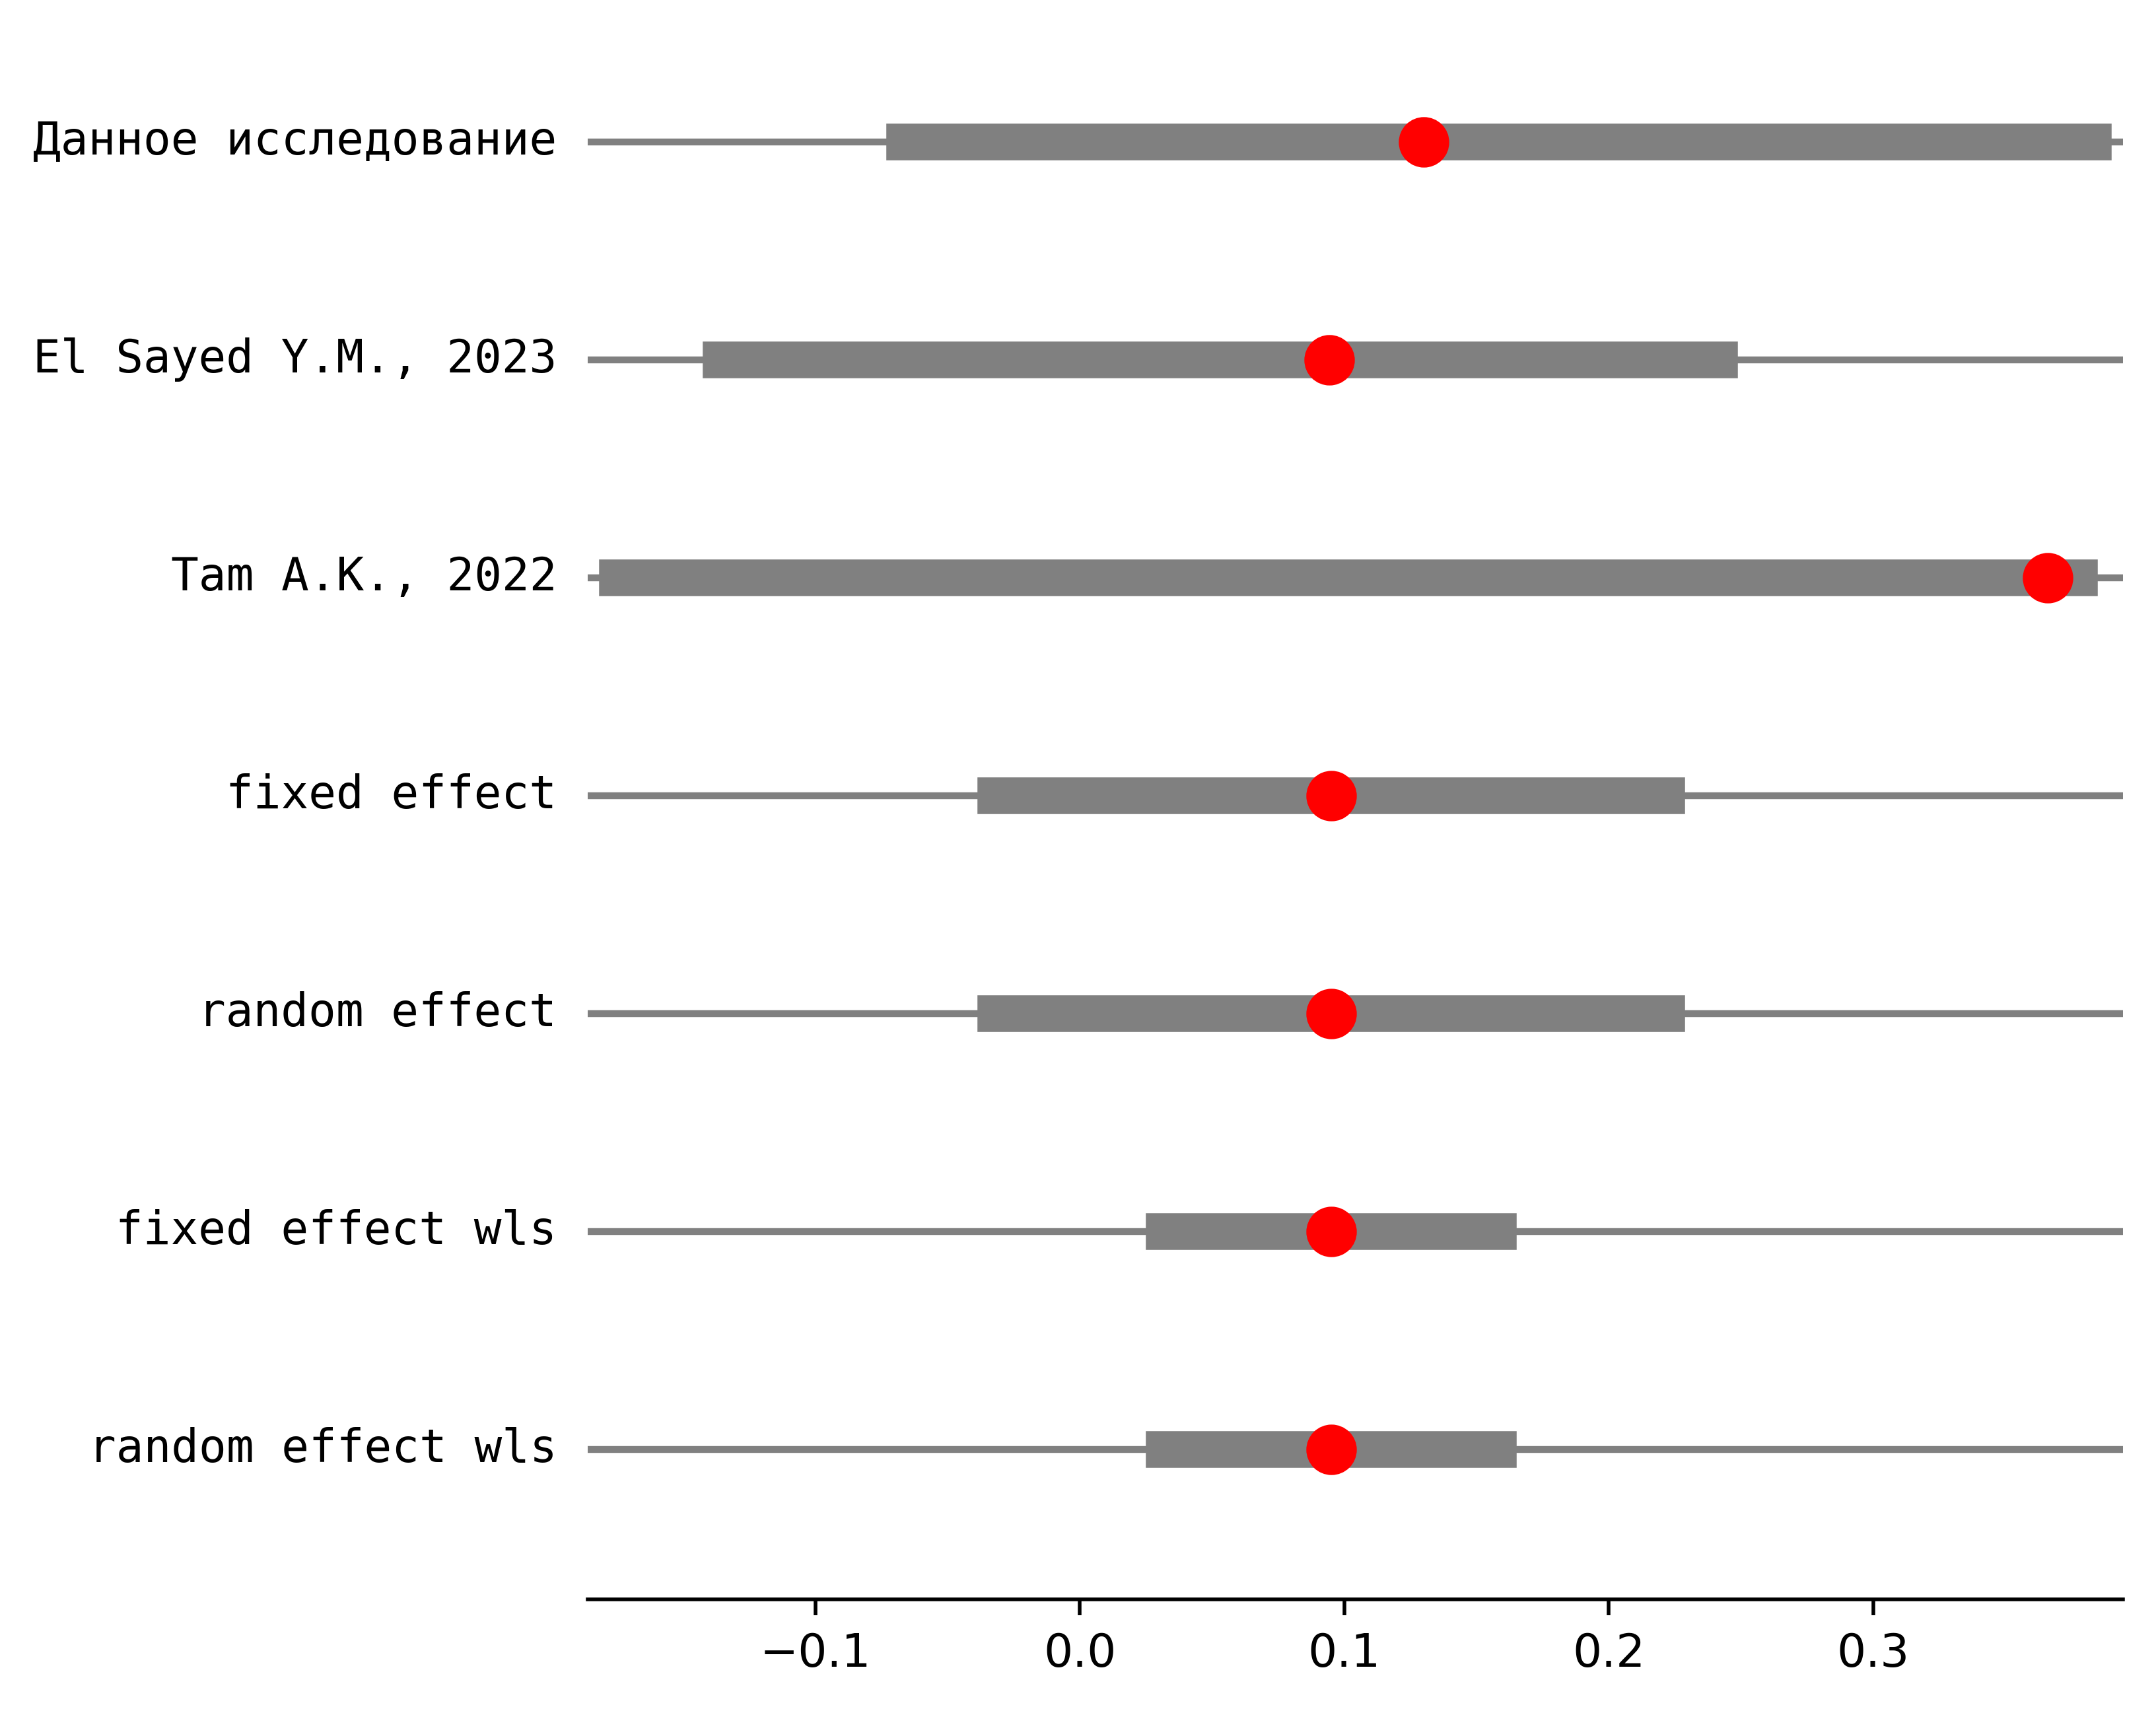 Данное исследование
El Sayed Y.M., 2023
Tam A.K., 2022
fixed effect
random effect
fixed effect wls
random effect wls
−0.1 0.0 0.1 0.2 0.3